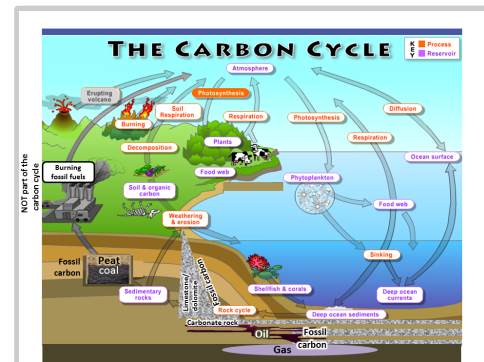 THE CARBON CYCLE
KEY
Process
Reservoir
Atmosphere
Erupting
volcano
Photosynthesis
Soil
Respiration
Burning
Respiration
Photosynthesis
Diffusion
Respiration
Decomposition
Plants
Ocean surface
NOT part of the
carbon cycle
Burning
fossil fuels
Food web
Phytoplankton
Soil & organic
carbon
Food web
Weathering
& erosion
Sinking
Fossil
carbon
Peat
coal
Limestone/
dolomite
Fossil carbon
Sedimentary
rocks
Shellfish & corals
Deep ocean
currents
Rock cycle
Deep ocean sediments
Carbonate rock
Oil
Fossil
carbon
Gas